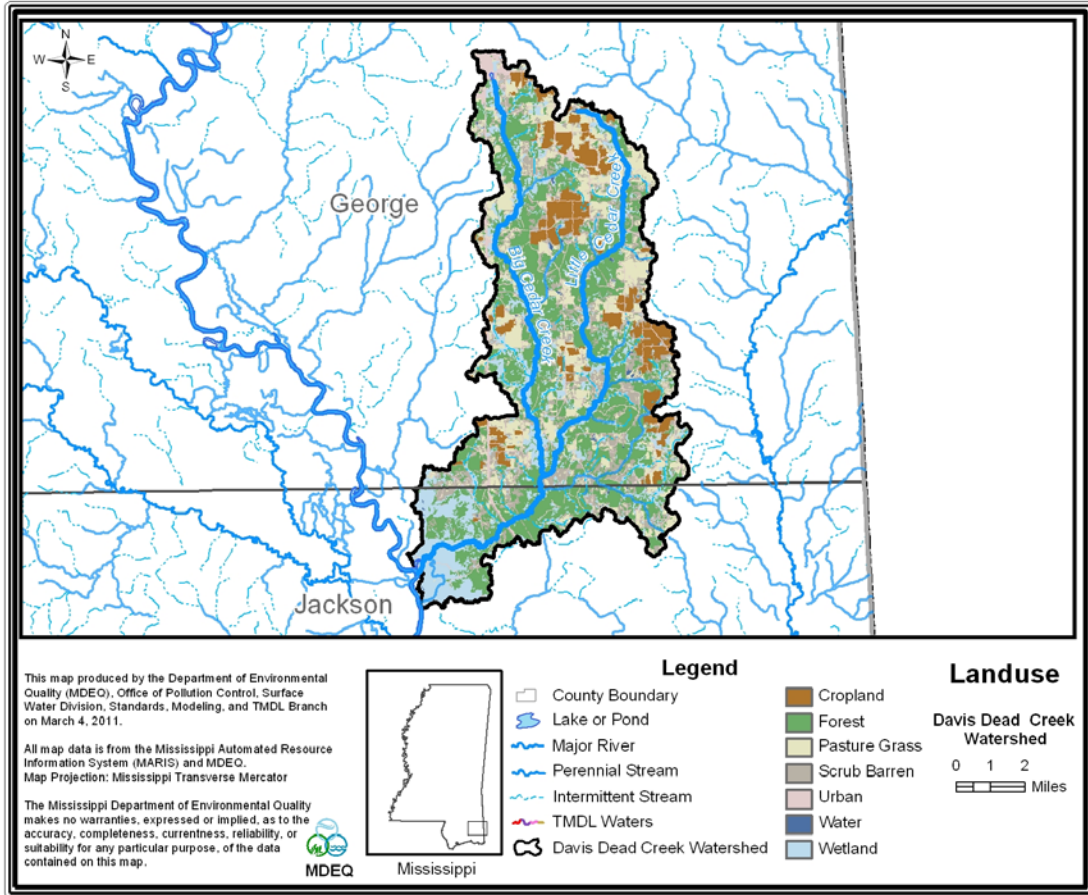 N
W E
S
George
Big Cedar Creek
Little Cedar Creek
Jackson
This map produced by the Department of Environmental
Quality (MDEQ), Office of Pollution Control, Surface
Water Division, Standards, Modeling, and TMDL Branch
on March 4, 2011.
All map data is from the Mississippi Automated Resource
Information System (MARIS) and MDEQ.
Map Projection: Mississippi Transverse Mercator
The Mississippi Department of Environmental Quality
makes no warranties, expressed or implied, as to the
accuracy, completeness, currentness, reliability, or
suitability for any particular purpose, of the data
contained on this map.
MDEQ
Mississippi
Legend
County Boundary
Lake or Pond
Major River
Perennial Stream
Intermittent Stream
TMDL Waters
Davis Dead Creek Watershed
Cropland
Forest
Pasture Grass
Scrub Barren
Urban
Water
Wetland
Landuse
Davis Dead Creek
Watershed
0 1 2
Miles